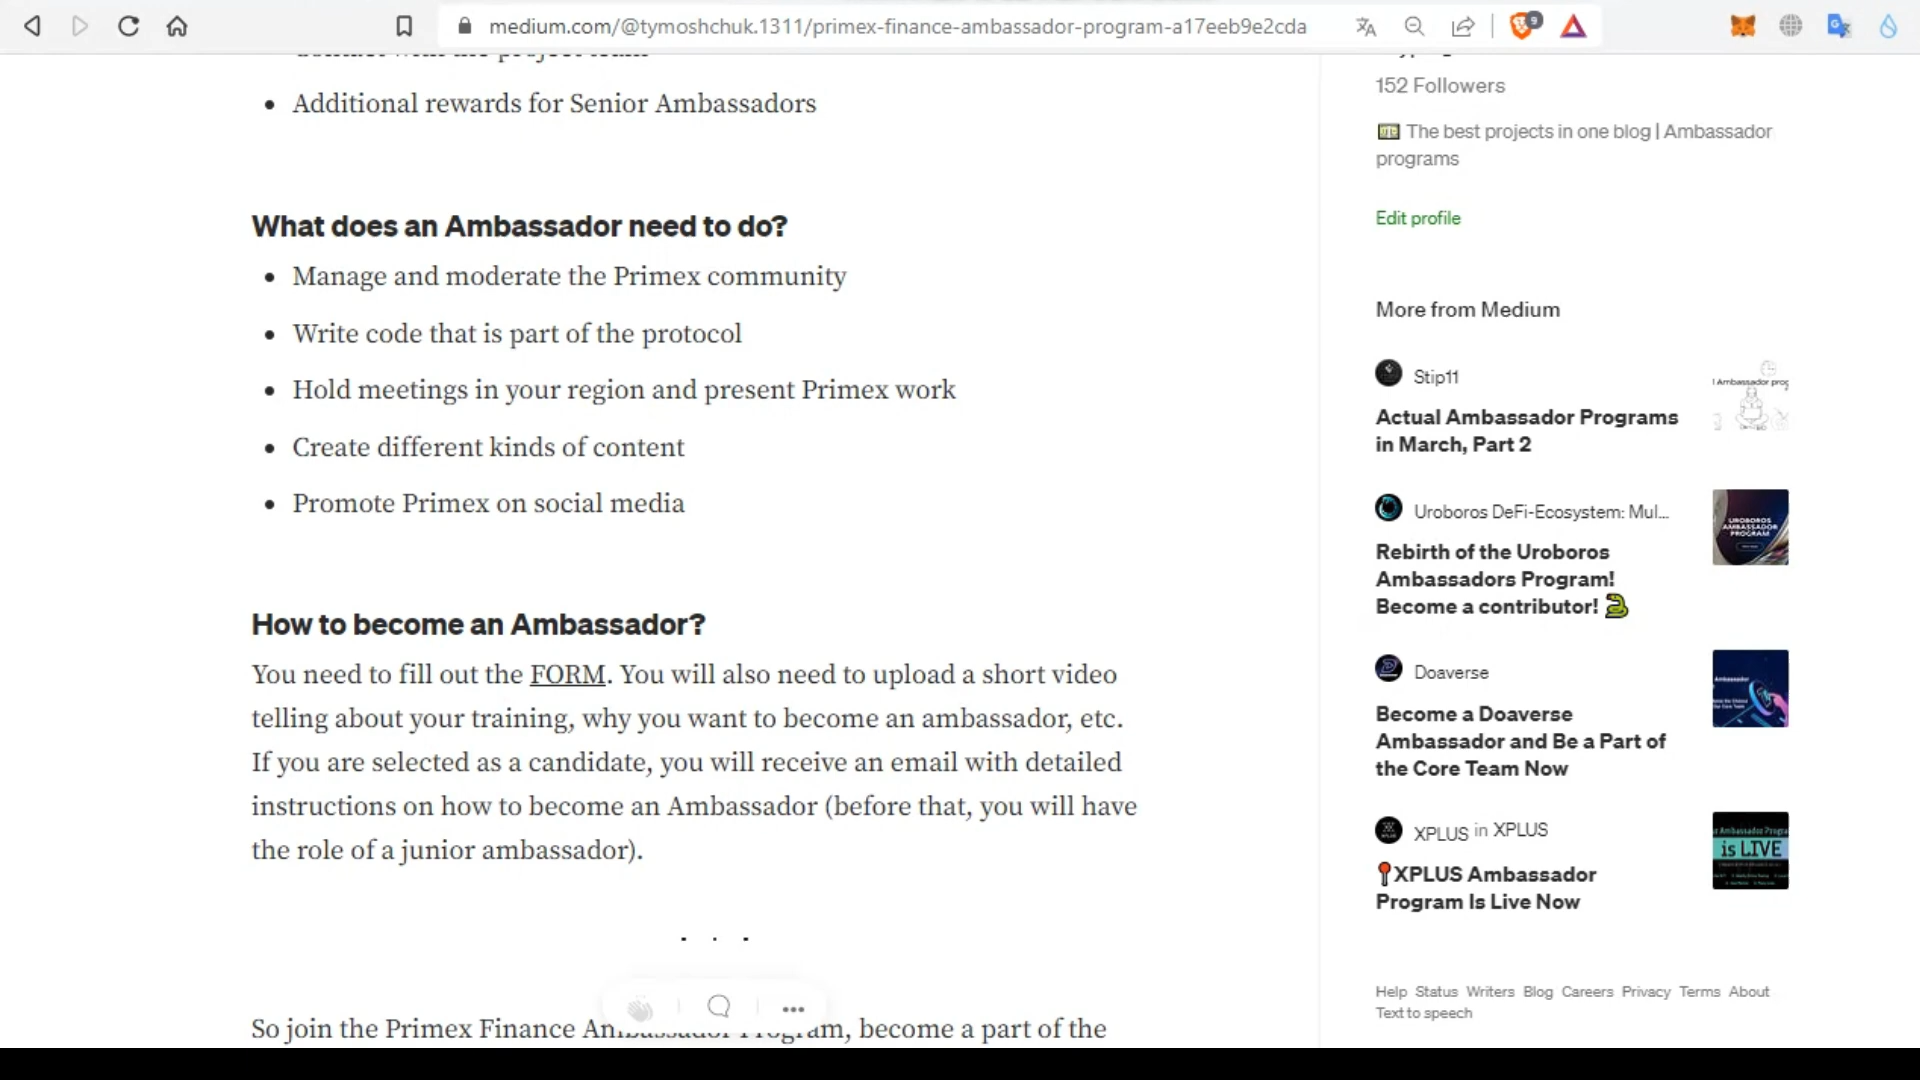 medium.com/@tymoshchuk.1311/primex-finance-ambassador-program-a17eeb9e2cda
9
Additional rewards for Senior Ambassadors
What does an Ambassador need to do?
Manage and moderate the Primex community
Write code that is part of the protocol
Hold meetings in your region and present Primex work
Create different kinds of content
Promote Primex on social media
How to become an Ambassador?
You need to fill out the FORM. You will also need to upload a short video
telling about your training, why you want to become an ambassador, etc.
If you are selected as a candidate, you will receive an email with detailed
instructions on how to become an Ambassador (before that, you will have
the role of a junior ambassador).
. . .
So join the Primex Finance Ambassador Program, become a part of the
152 Followers
The best projects in one blog | Ambassador
programs
Edit profile
More from Medium
Stip11
Actual Ambassador Programs
in March, Part 2
Uroboros DeFi-Ecosystem: Mul...
Rebirth of the Uroboros
Ambassadors Program!
Become a contributor!
UROBOROS
AMBASSADOR
PROGRAM
Doaverse
Become a Doaverse
Ambassador and Be a Part of
the Core Team Now
XPLUS in XPLUS
XPLUS Ambassador
Program Is Live Now
is LIVE
Help Status Writers Blog Careers Privacy Terms About
Text to speech